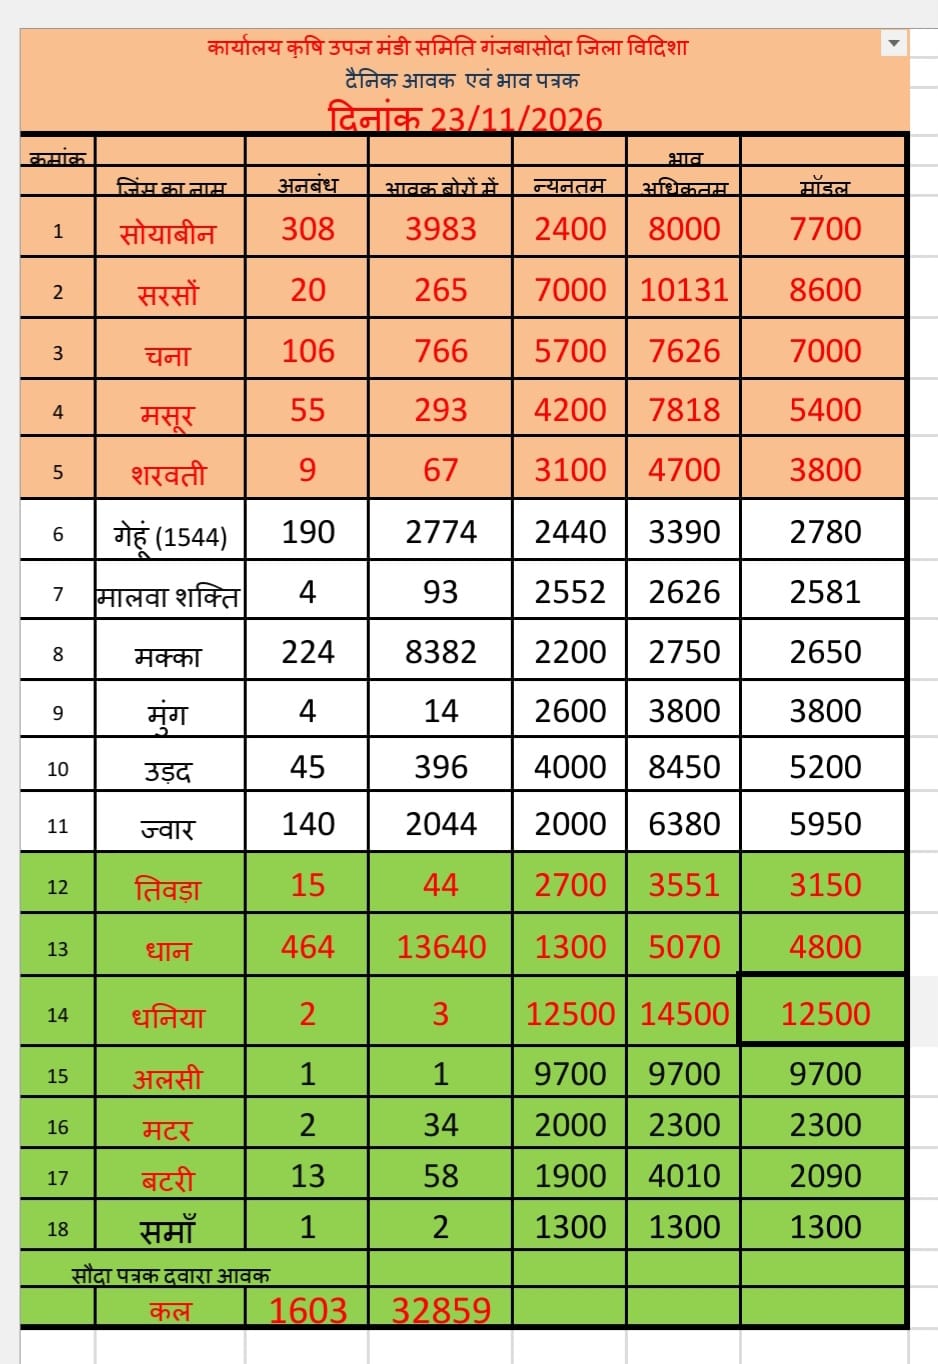 कार्यालय कृषि उपज मंडी समिति गंजबासोदा जिला विदिशा
दैनिक आवक एवं भाव पत्रक
दिनांक 23/11/2026
कमांक भाव
जिंस का नाम अनबंध आवक बोरों में न्यनतम अधिकतम मॉडल
1 सोयाबीन 308 3983 2400 8000 7700
2 सरसों 20 265 7000 10131 8600
3 चना 106 766 5700 7626 7000
4 मसूर 55 293 4200 7818 5400
5 शरवती 9 67 3100 4700 3800
6 गेहूं (1544) 190 2774 2440 3390 2780
7 मालवा शक्ति 4 93 2552 2626 2581
8 मक्का 224 8382 2200 2750 2650
9 मुंग 4 14 2600 3800 3800
10 उड़द 45 396 4000 8450 5200
11 ज्वार 140 2044 2000 6380 5950
12 तिवड़ा 15 44 2700 3551 3150
13 धान 464 13640 1300 5070 4800
14 धनिया 2 3 12500 14500 12500
15 अलसी 1 1 9700 9700 9700
16 मटर 2 34 2000 2300 2300
17 बटरी 13 58 1900 4010 2090
18 समाँ 1 2 1300 1300 1300
सौदा पत्रक दवारा आवक
कल 1603 32859